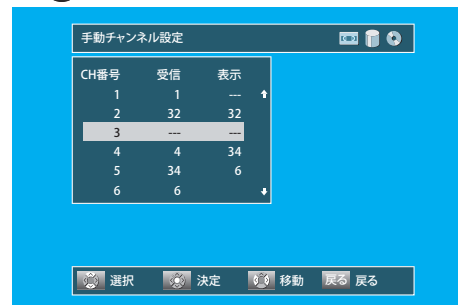 手動チャンネル設定
CH番号 受信 表示
1 1 ---
2 32 32
3 --- ---
4 4 34
5 34 6
6 6
選択 決定 移動 戻る 戻る